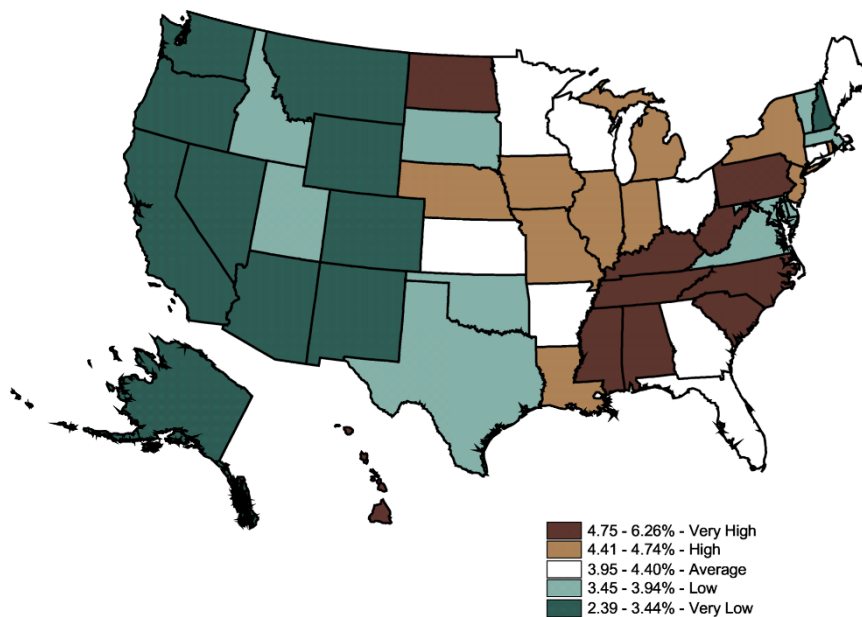 4.75 - 6.26% - Very High
4.41 - 4.74% - High
3.95 - 4.40% - Average
3.45 - 3.94% - Low
2.39 - 3.44% - Very Low